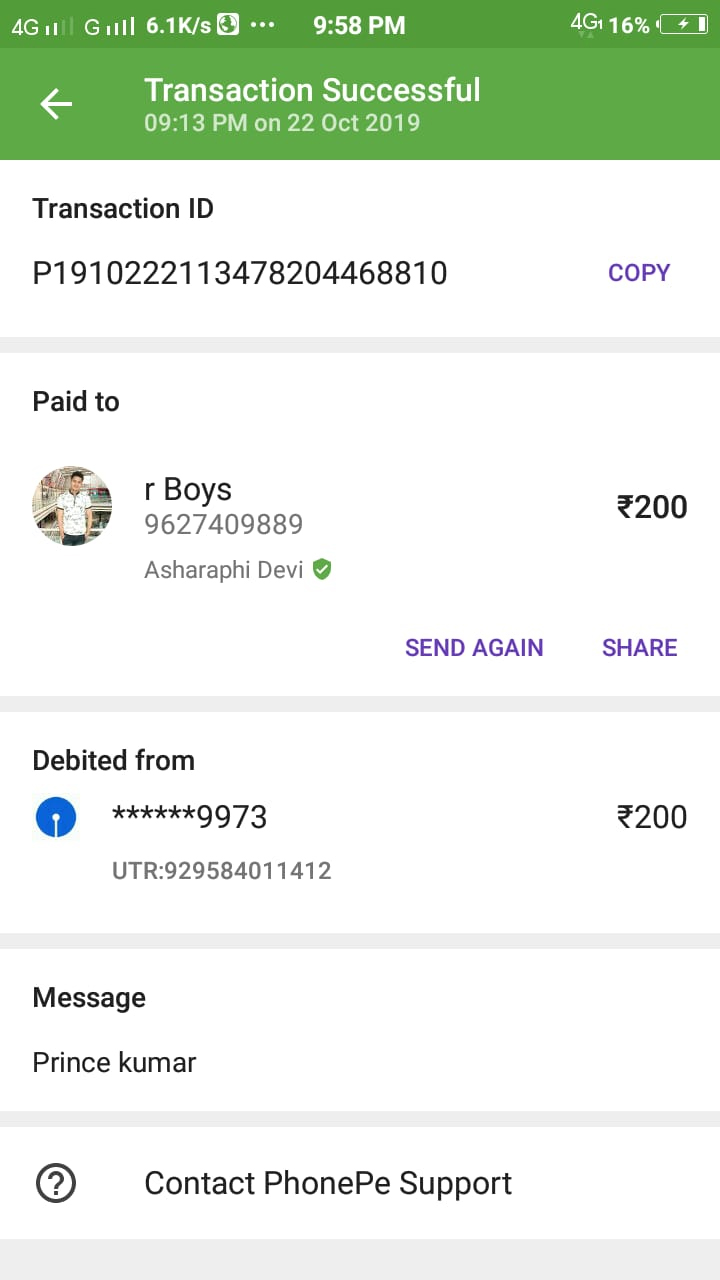 4G G 6.1K/s ... 9:58 PM 4G1 16%
Transaction Successful
09:13 PM on 22 Oct 2019
Transaction ID
P1910222113478204468810 COPY
Paid to
r Boys
9627409889
₹200
Asharaphi Devi
SEND AGAIN SHARE
Debited from
******9973 ₹200
UTR:929584011412
Message
Prince kumar
Contact PhonePe Support